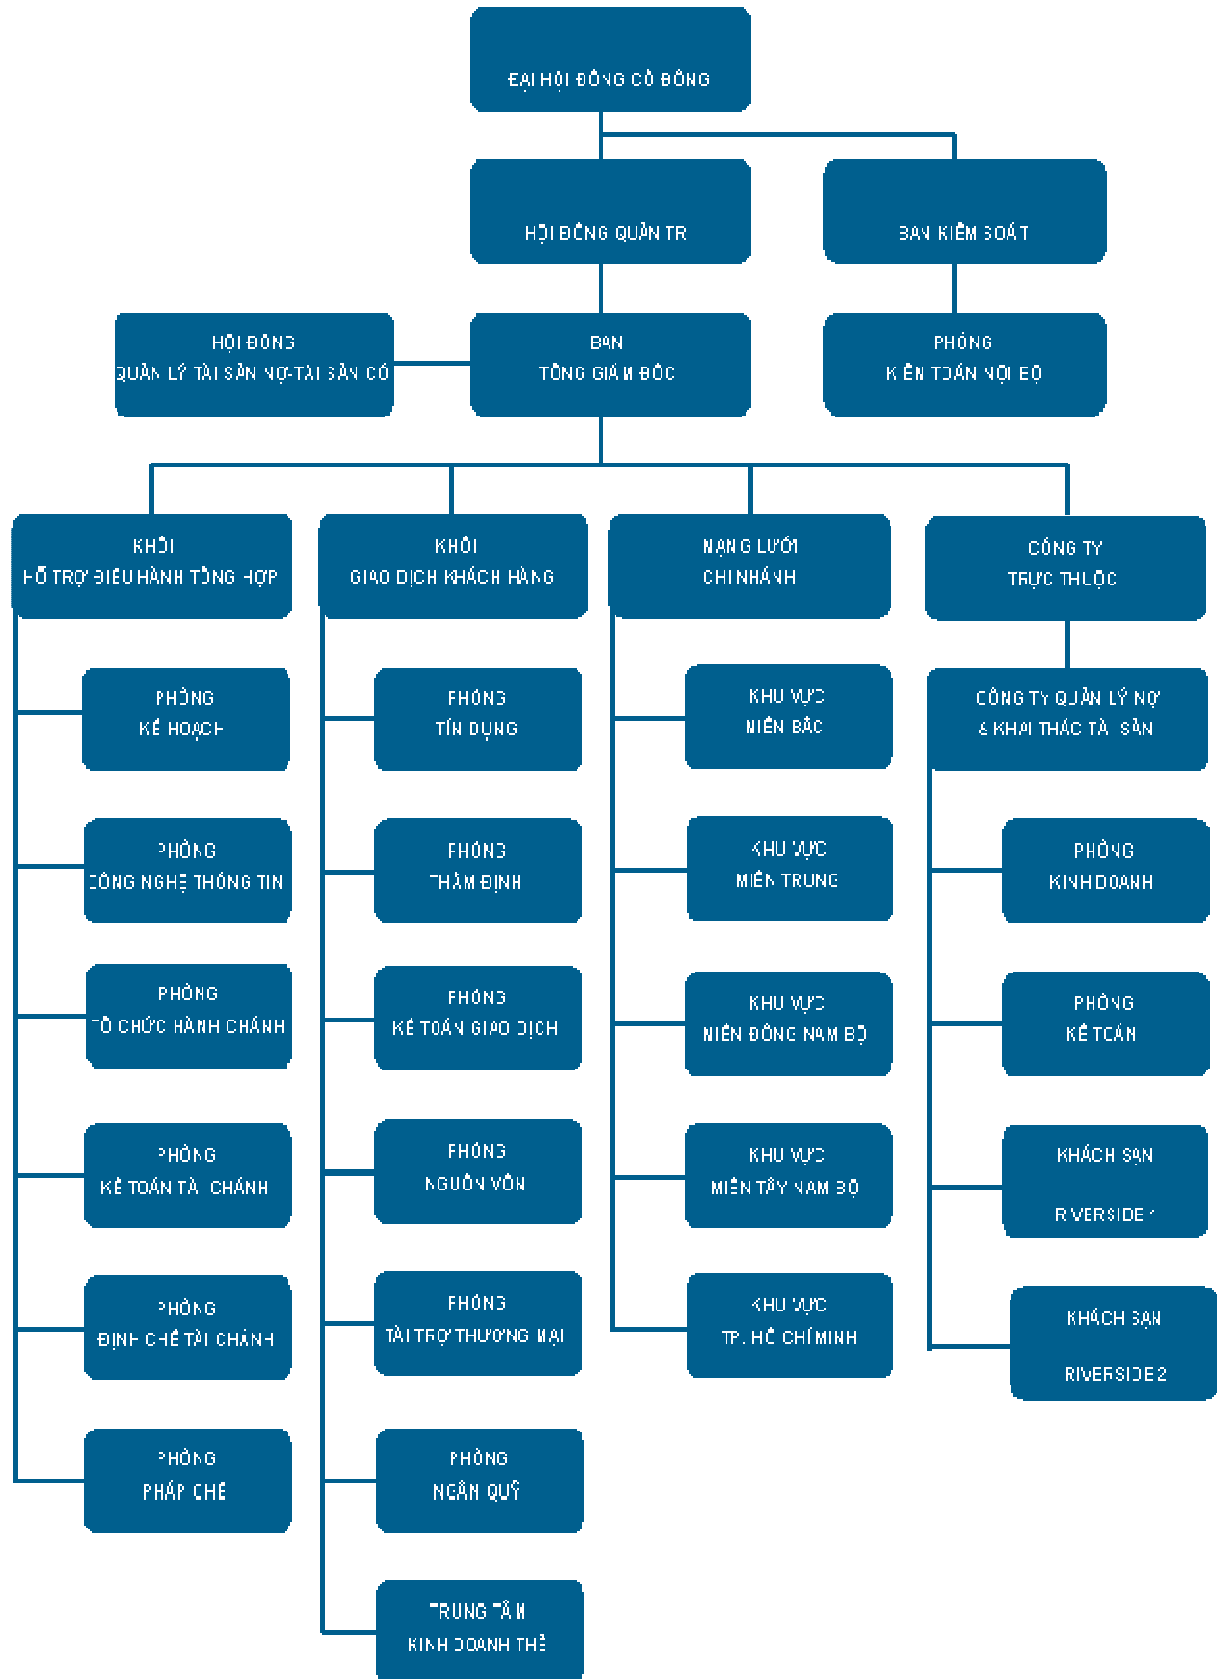 ĐẠI HỘI ĐỒNG CỔ ĐÔNG
HỘI ĐỒNG QUẢN TRỊ
BAN KIỂM SOÁT
HỘI ĐỒNG
QUẢN LÝ TÀI SẢN NỢ-TÀI SẢN CÓ
BAN
TỔNG GIÁM ĐỐC
PHÒNG
KIỂM TOÁN NỘI BỘ
KHỐI
HỖ TRỢ ĐIỀU HÀNH TỔNG HỢP
KHỐI
GIAO DỊCH KHÁCH HÀNG
MẠNG LƯỚI
CHI NHÁNH
CÔNG TY
TRỰC THUỘC
PHÒNG
KẾ HOẠCH
PHÒNG
CÔNG NGHỆ THÔNG TIN
PHÒNG
TỔ CHỨC HÀNH CHÁNH
PHÒNG
KẾ TOÁN TÀI CHÁNH
PHÒNG
ĐỊNH CHẾ TÀI CHÁNH
PHÒNG
PHÁP CHẾ
PHÒNG
TÍN DỤNG
PHÒNG
THẨM ĐỊNH
PHÒNG
KẾ TOÁN GIAO DỊCH
PHÒNG
NGUỒN VỐN
PHÒNG
TÀI TRỢ THƯƠNG MẠI
PHÒNG
NGÂN QUỸ
TRUNG TÂM
KINH DOANH THẺ
KHU VỰC
MIỀN BẮC
KHU VỰC
MIỀN TRUNG
KHU VỰC
MIỀN ĐÔNG NAM BỘ
KHU VỰC
MIỀN TÂY NAM BỘ
KHU VỰC
TP. HỒ CHÍ MINH
CÔNG TY QUẢN LÝ NỢ
& KHAI THÁC TÀI SẢN
PHÒNG
KINH DOANH
PHÒNG
KẾ TOÁN
KHÁCH SẠN
RIVERSIDE 1
KHÁCH SẠN
RIVERSIDE 2